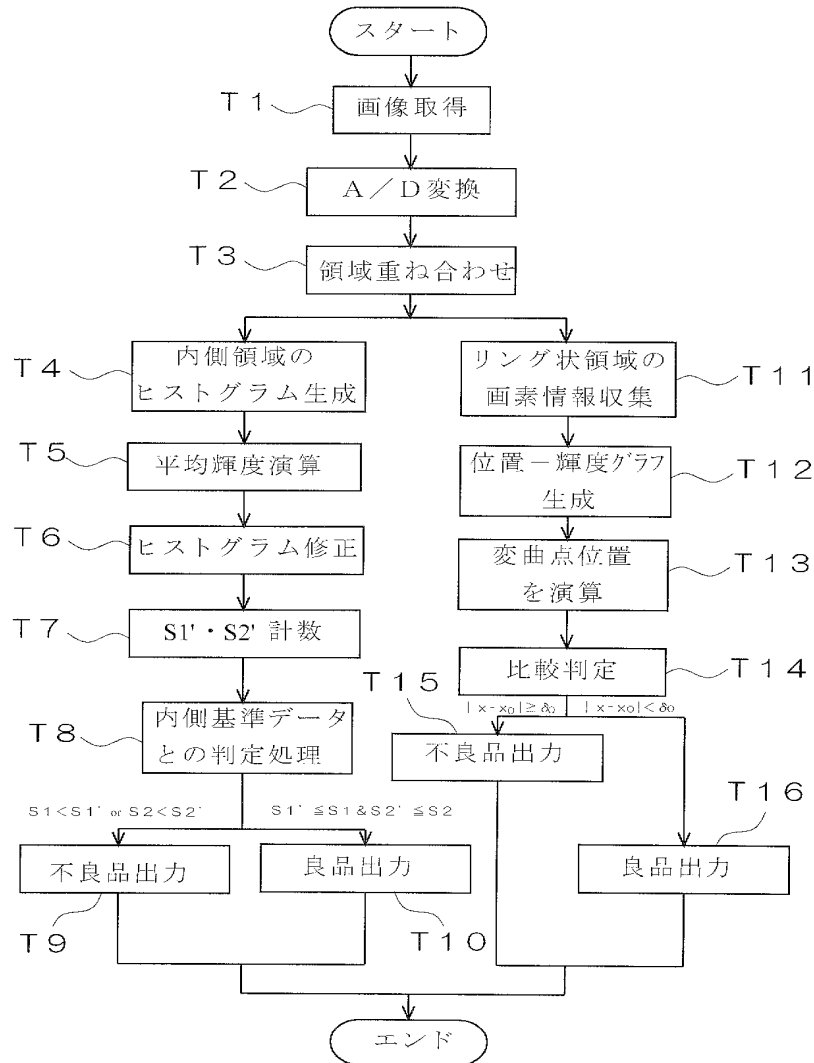 スタート
T1
画像取得
T2
A／D変換
T3
領域重ね合わせ
T4
内側領域の
ヒストグラム生成
T5
平均輝度演算
T6
ヒストグラム修正
T7
S1'・S2' 計数
T8
内側基準データ
との判定処理
S1<S1' or S2<S2'
S1'≦S1&S2'≦S2
不良品出力
T9
良品出力
T10
リング状領域の
画素情報収集
T11
位置－輝度グラフ
生成
T12
変曲点位置
を演算
T13
比較判定
T14
|x-x0|≧δ0
|x-x0|<δ0
T15
不良品出力
T16
良品出力
エンド